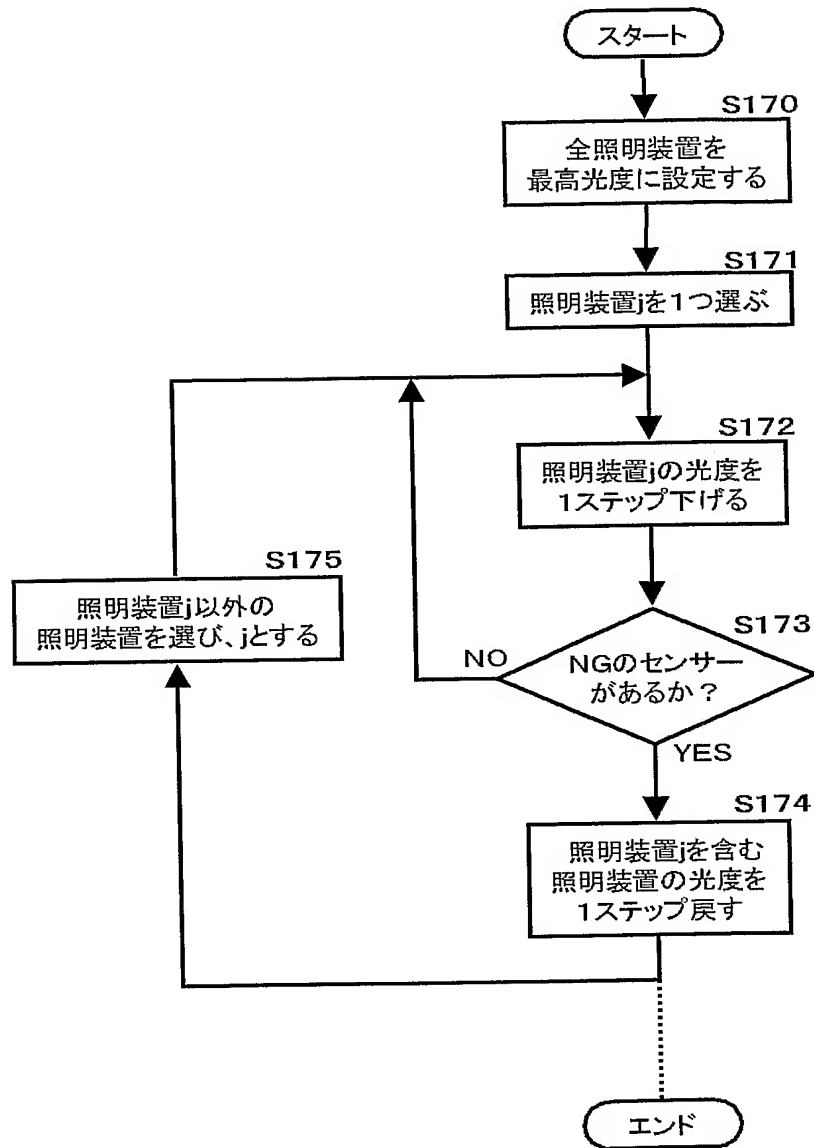 スタート
S170
全照明装置を
最高光度に設定する
S171
照明装置jを1つ選ぶ
S172
照明装置jの光度を
1ステップ下げる
S173
NGのセンサー
があるか?
NO
YES
S174
照明装置jを含む
照明装置の光度を
1ステップ戻す
S175
照明装置j以外の
照明装置を選び、jとする
エンド